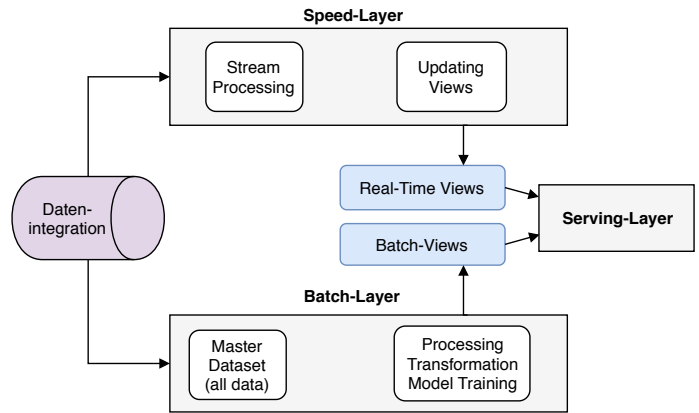 Speed-Layer
Stream
Processing
Updating
Views
Daten-
integration
Real-Time Views
Batch-Views
Serving-Layer
Batch-Layer
Master
Dataset
(all data)
Processing
Transformation
Model Training